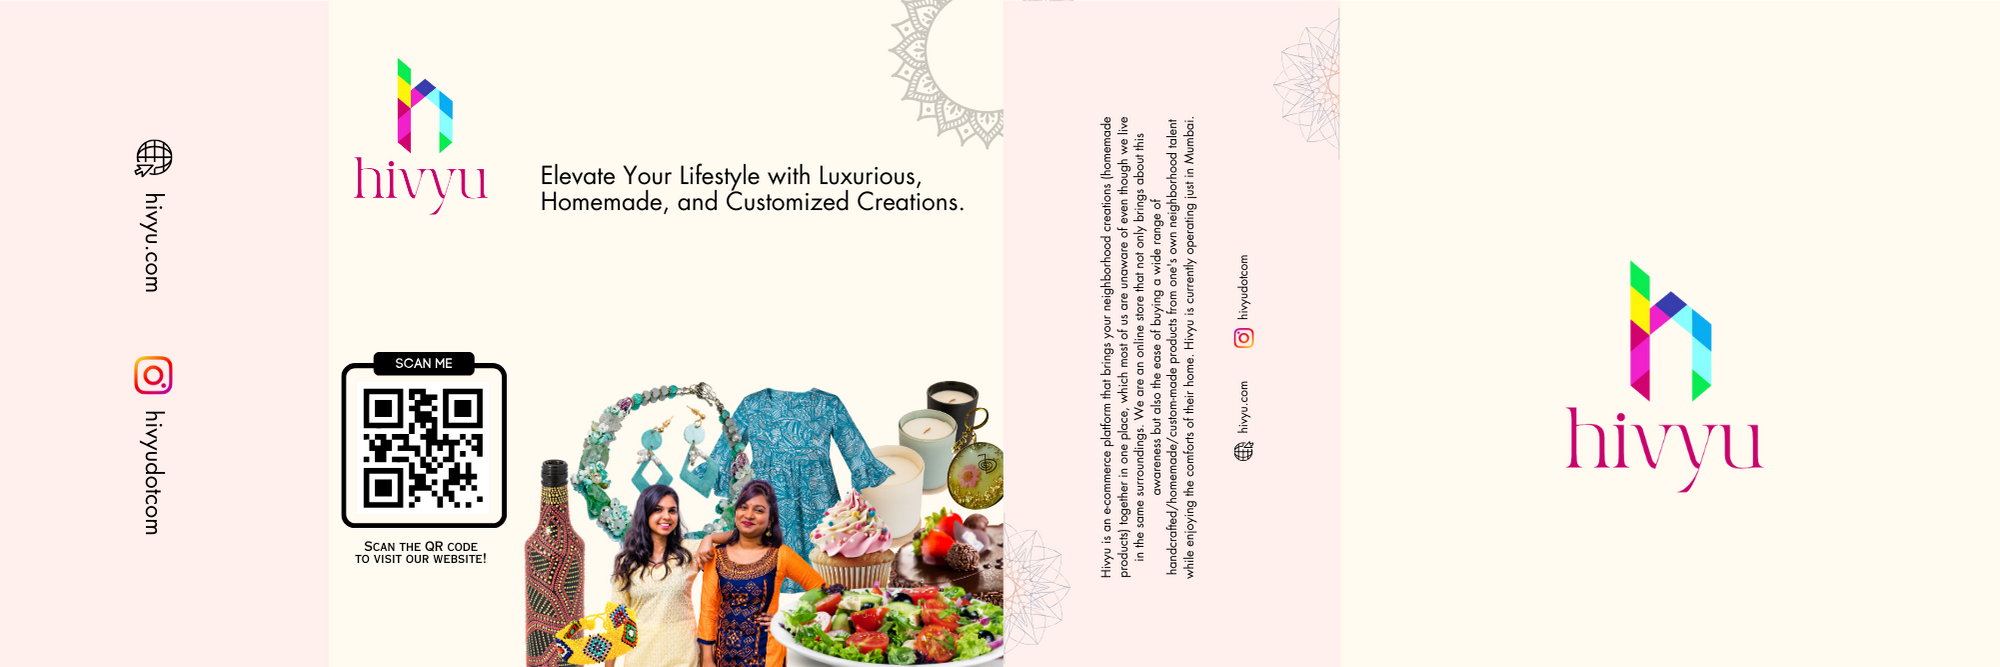 hivyu.com
hivyudotcom
hivyu
Elevate Your Lifestyle with Luxurious,
Homemade, and Customized Creations.
SCAN ME
SCAN THE QR CODE
TO VISIT OUR WEBSITE!
Hivyu is an e-commerce platform that brings your neighborhood creations (homemade
products) together in one place, which most of us are unaware of even though we live
in the same surroundings. We are an online store that not only brings about this
awareness but also the ease of buying a wide range of
handcrafted/homemade/custom-made products from one's own neighborhood talent
while enjoying the comforts of their home. Hivyu is currently operating just in Mumbai.
hivyu.com
hivyudotcom
hivyu